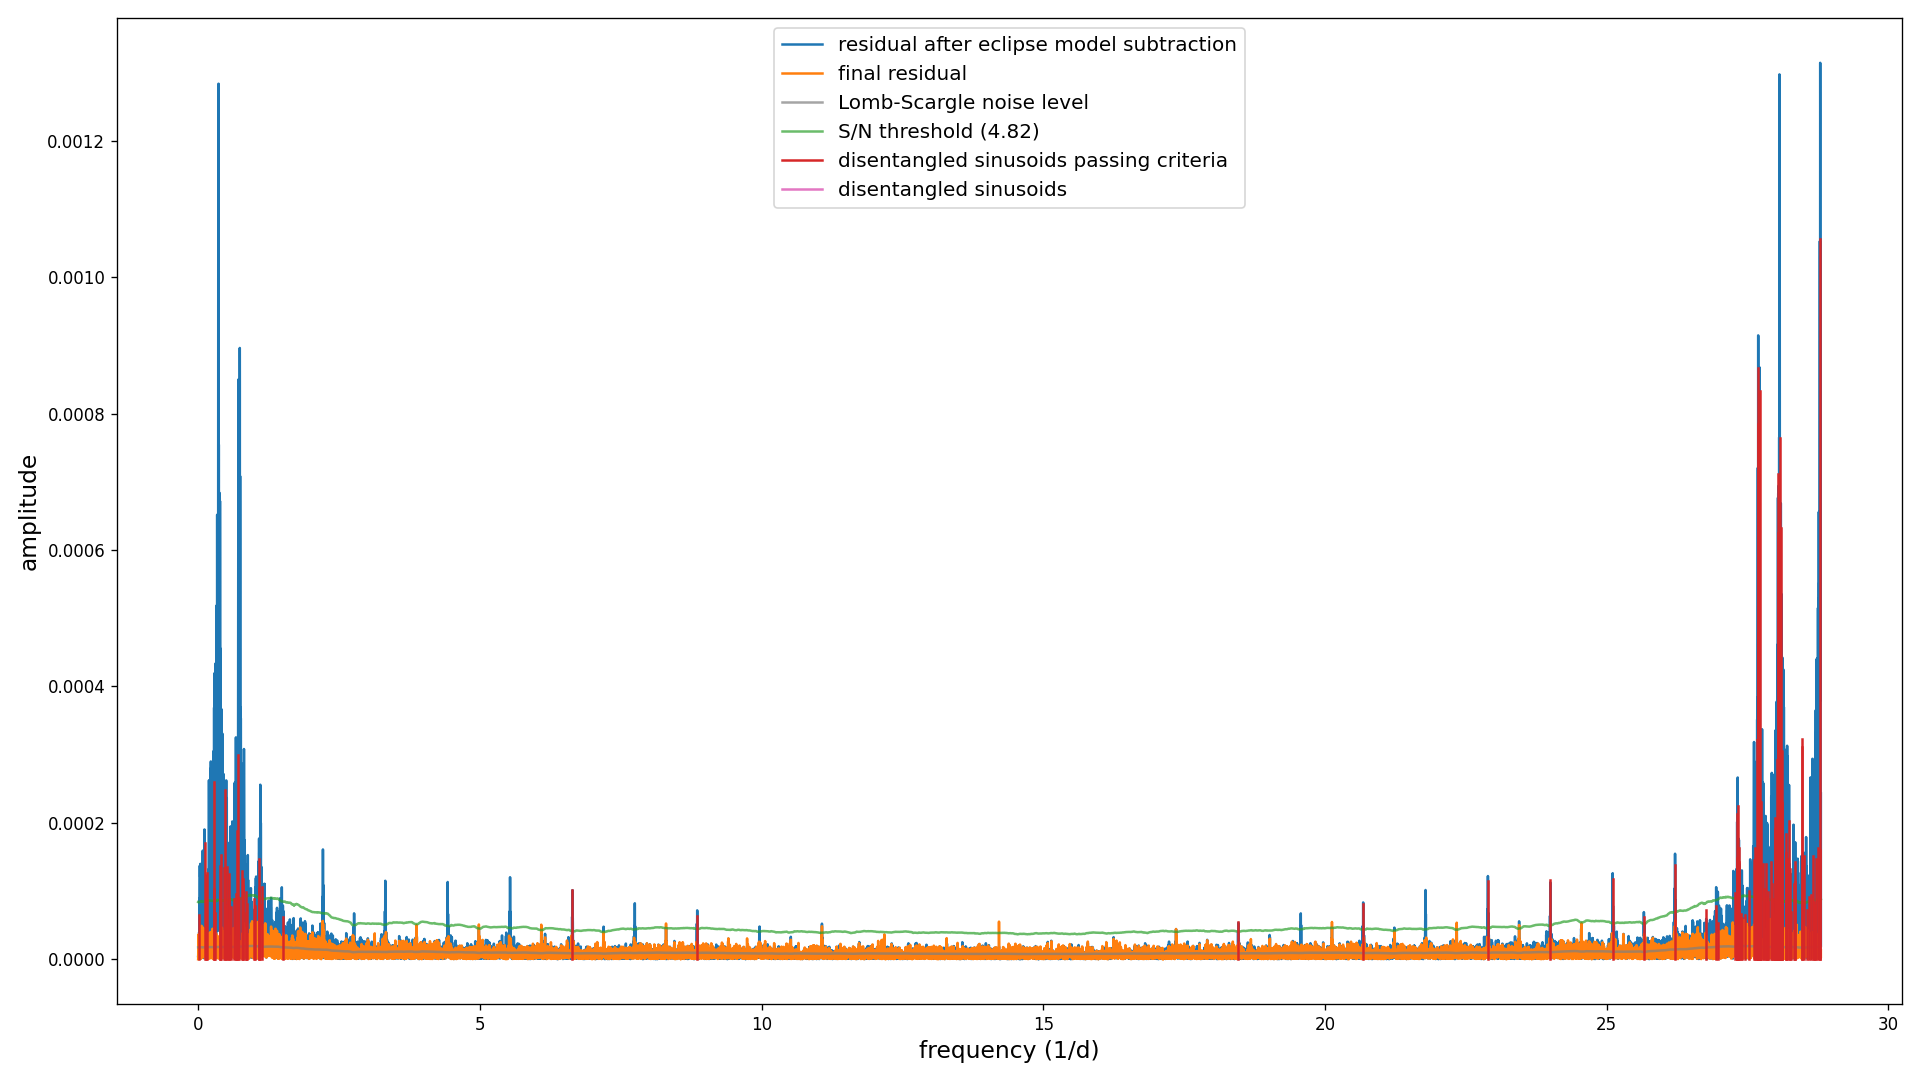 residual after eclipse model subtraction
final residual
Lomb-Scargle noise level
S/N threshold (4.82)
disentangled sinusoids passing criteria
disentangled sinusoids
0.0012
0.0010
0.0008
0.0006
0.0004
0.0002
0.0000
amplitude
0 5 10 15 20 25 30
frequency (1/d)